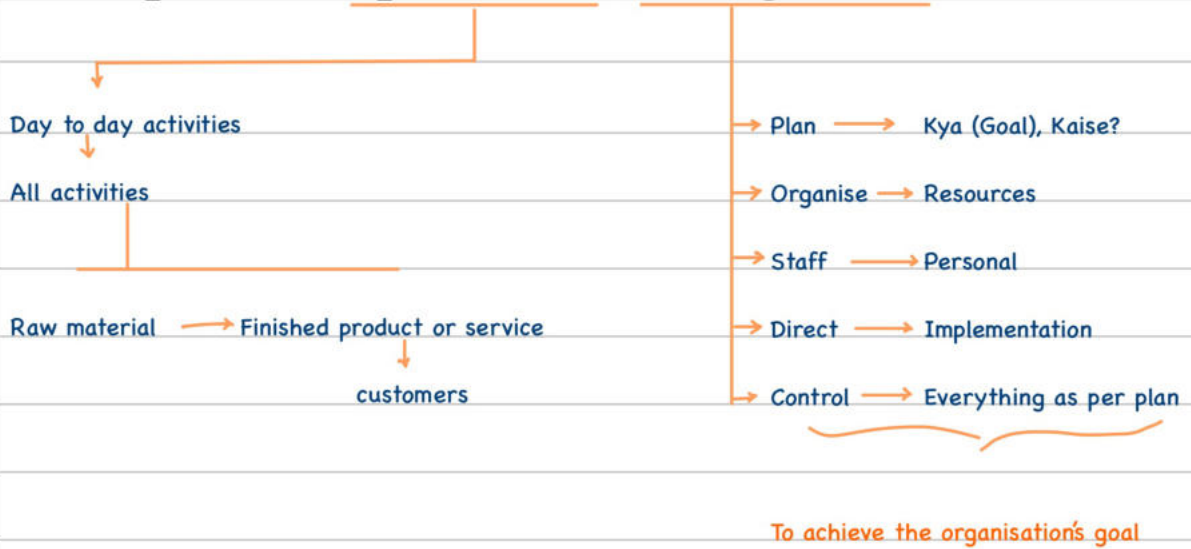 Day to day activities
All activities
Raw material → Finished product or service
customers
Plan → Kya (Goal), Kaise?
Organise → Resources
Staff → Personal
Direct → Implementation
Control → Everything as per plan
To achieve the organisation's goal